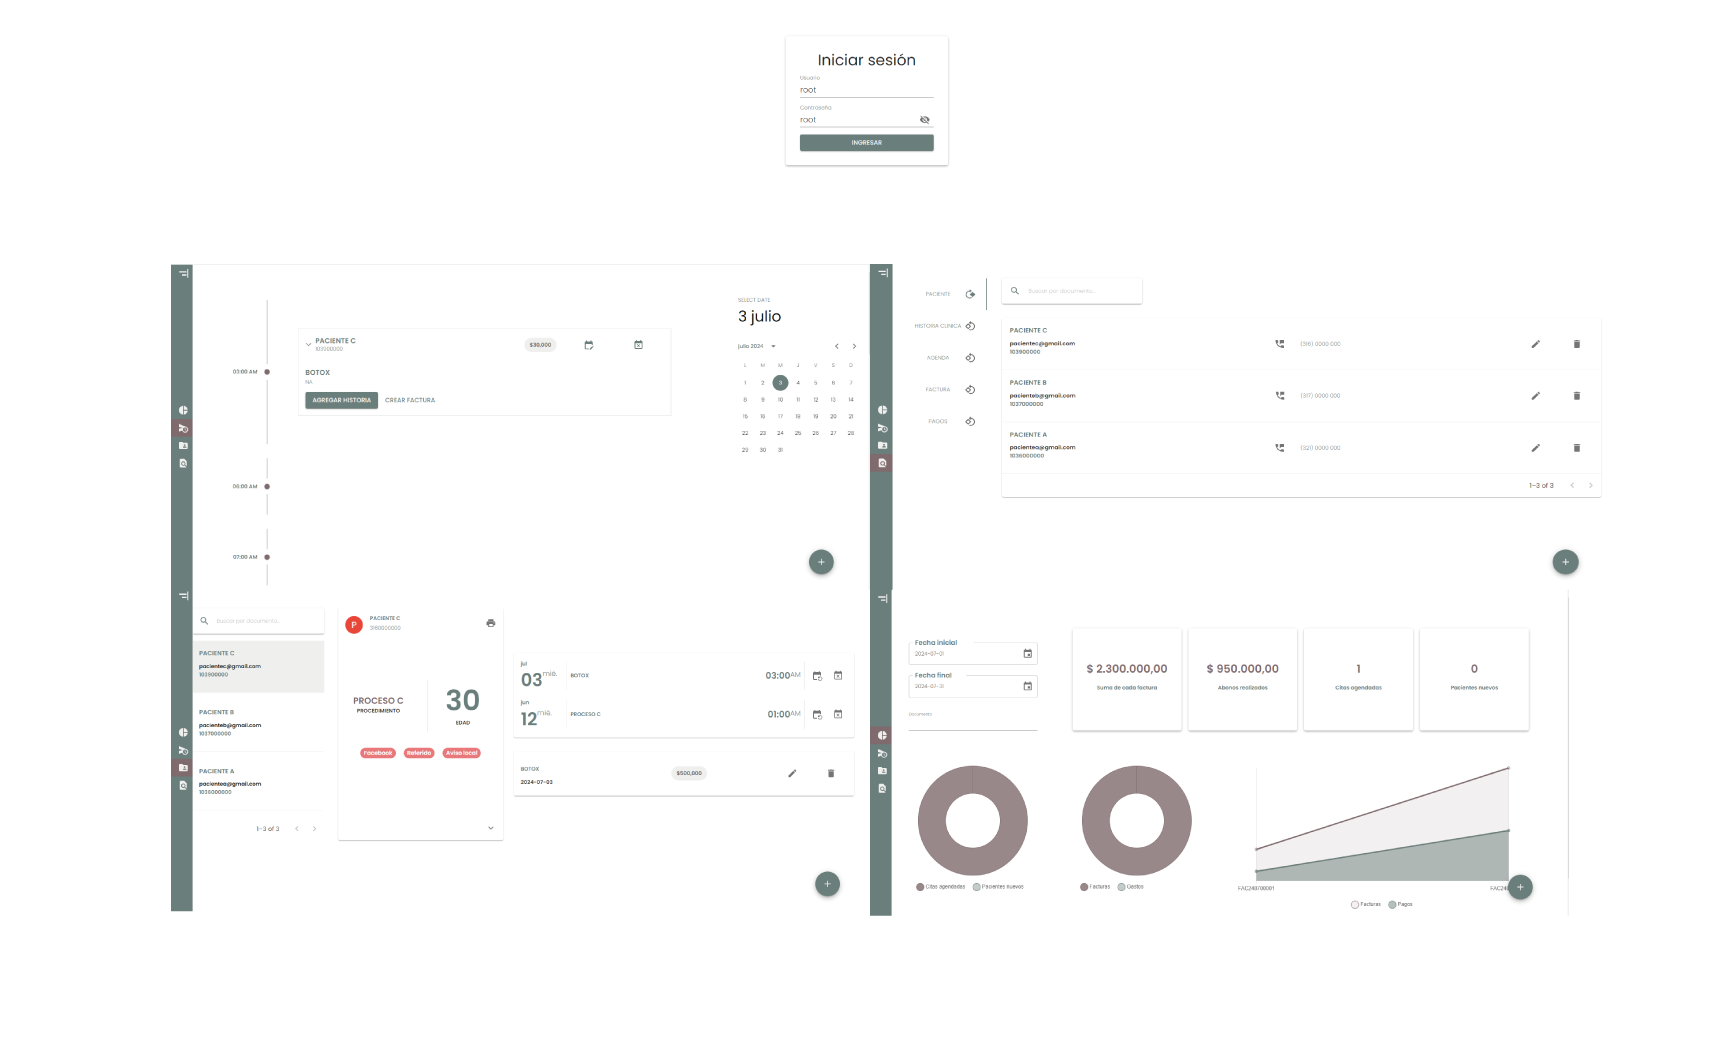 Iniciar sesión
Usuario
root
Contraseña
root
INGRESAR
SELECT DATE
3 julio
julio 2024
L M M J V S D
1 2 3 4 5 6 7
8 9 10 11 12 13 14
15 16 17 18 19 20 21
22 23 24 25 26 27 28
29 30 31
03:00 AM
PACIENTE C
103900000
$30,000
BOTOX
NA
AGREGAR HISTORIA
CREAR FACTURA
06:00 AM
07:00 AM
PACIENTE
HISTORIA CLINICA
AGENDA
FACTURA
PAGOS
Buscar por documento...
PACIENTE C
pacientec@gmail.com
103900000
(316) 0000 000
PACIENTE B
pacienteb@gmail.com
1037000000
(317) 0000 000
PACIENTE A
pacientea@gmail.com
1036000000
(321) 0000 000
1–3 of 3
Buscar por documento...
PACIENTE C
pacientec@gmail.com
103900000
PACIENTE B
pacienteb@gmail.com
1037000000
PACIENTE A
pacientea@gmail.com
1036000000
1–3 of 3
P
PACIENTE C
3160000000
PROCESO C
PROCEDIMIENTO
30
EDAD
Facebook
Referido
Aviso local
jul
03 mié.
BOTOX
03:00AM
jun
12 mié.
PROCESO C
01:00AM
BOTOX
2024-07-03
$500,000
Fecha inicial
2024-07-01
Fecha final
2024-07-31
Documento
$ 2.300.000,00
Suma de cada factura
$ 950.000,00
Abonos realizados
1
Citas agendadas
0
Pacientes nuevos
Citas agendadas
Pacientes nuevos
Facturas
Gastos
FAC240700001
FAC24
Facturas
Pagos